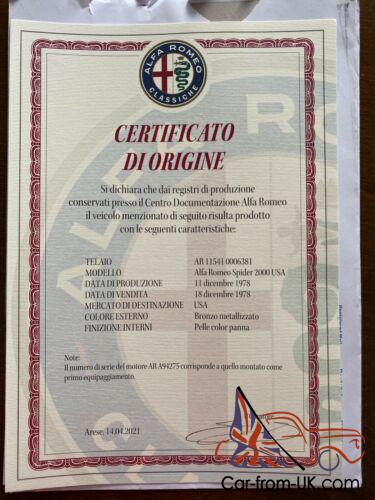 ALFA ROMEO
CLASSICHE
CERTIFICATO
DI ORIGINE
Si dichiara che dai registri di produzione
conservati presso il Centro Documentazione Alfa Romeo
il veicolo menzionato di seguito risulta prodotto
con le seguenti caratteristiche:
TELAIO AR 11541 0006381
MODELLO Alfa Romeo Spider 2000 USA
DATA DI PRODUZIONE 11 dicembre 1978
DATA DI VENDITA 18 dicembre 1978
MERCATO DI DESTINAZIONE USA
COLORE ESTERNO Bronzo metallizzato
FINIZIONE INTERNI Pelle color panna
Note:
Il numero di serie del motore AR A94275 corrisponde a quello montato come
primo equipaggiamento.
Arese, 14.04.2021
Car-from-UK.com